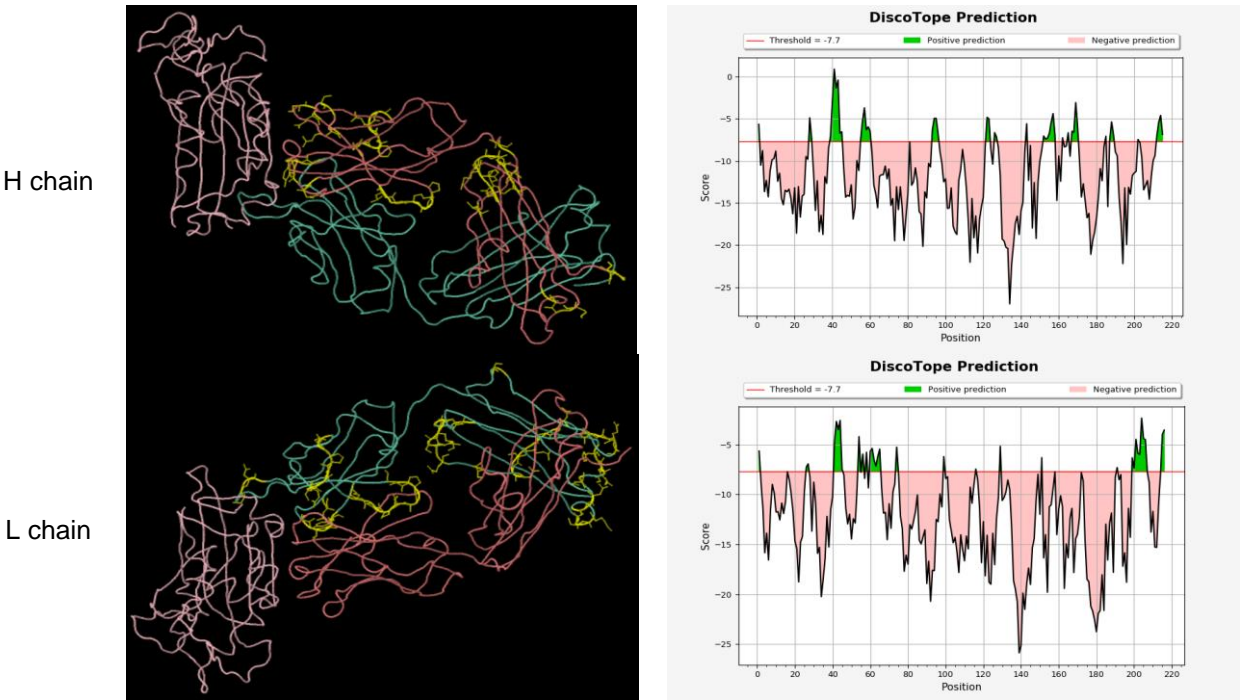 H chain
DiscoTope Prediction
Threshold = -7.7 Positive prediction Negative prediction
Score
0
−5
−10
−15
−20
−25
0 20 40 60 80 100 120 140 160 180 200 220
Position
L chain
DiscoTope Prediction
Threshold = -7.7 Positive prediction Negative prediction
Score
−5
−10
−15
−20
−25
0 20 40 60 80 100 120 140 160 180 200 220
Position